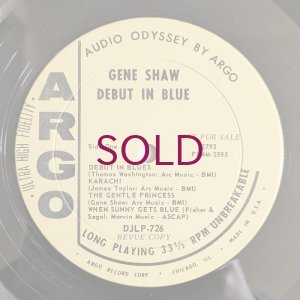 AUDIO ODYSSEY BY ARGO
GENE SHAW
DEBUT IN BLUE
ARGO
ULTRA HIGH FIDELITY
SOLD
Side One
FOR SALE
DEBUT IN BLUES
(Thomas Washington: Arc Music - BMI)
KARACHI
(James Taylor: Arc Music - BMI)
THE GENTLE PRINCESS
(Gene Shaw: Arc Music - BMI)
WHEN SUNNY GETS BLUE (Fisher &
Segal: Marvin Music - ASCAP)
DJLP-726
REVUE COPY
LONG PLAYING 33⅓ RPM UNBREAKABLE
ARGO RECORD CORP. CHICAGO, ILL. MADE IN U.S.A.